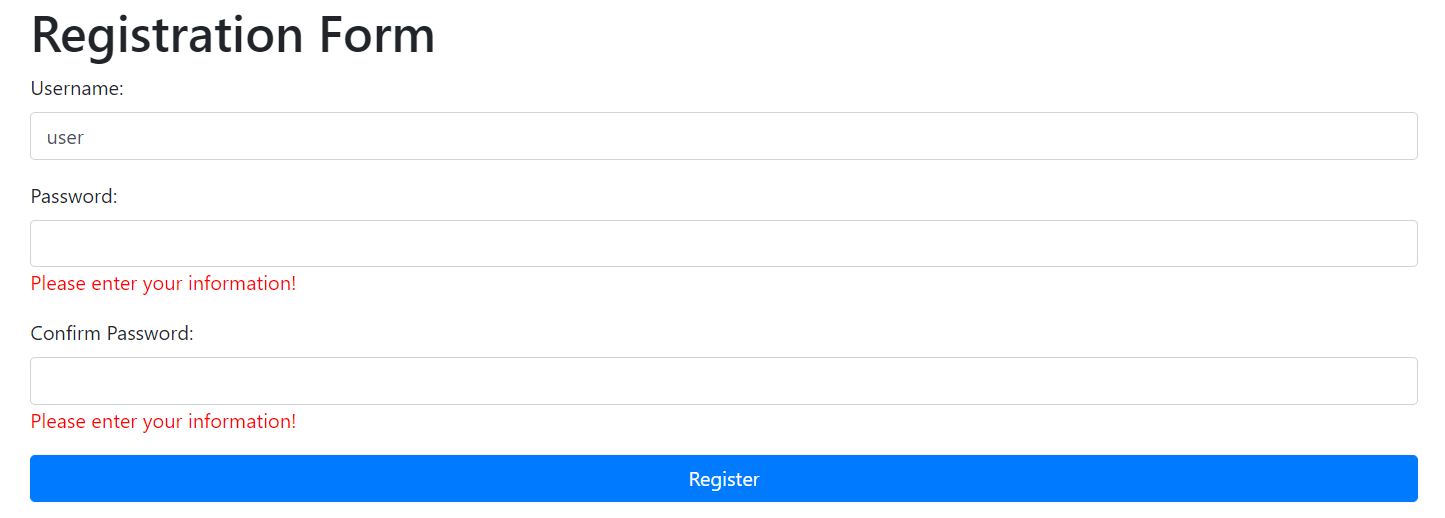 Registration Form
Username:
user
Password:
Please enter your information!
Confirm Password:
Please enter your information!
Register